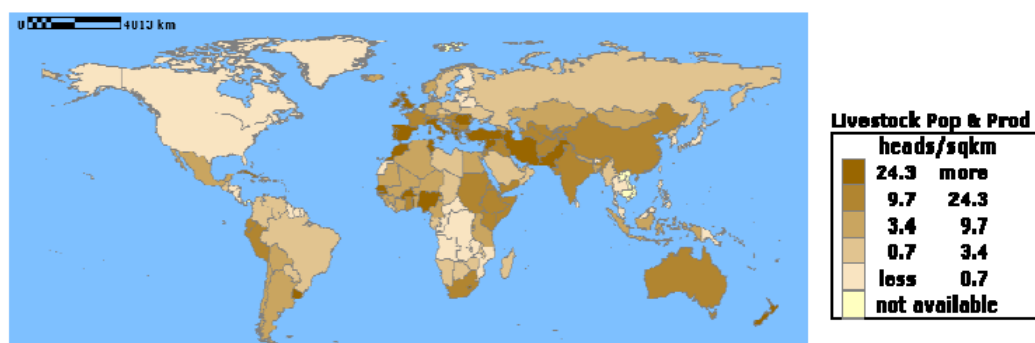 0 4013 km
Livestock Pop & Prod
heads/sqkm
24.3 more
9.7 24.3
3.4 9.7
0.7 3.4
less 0.7
not available